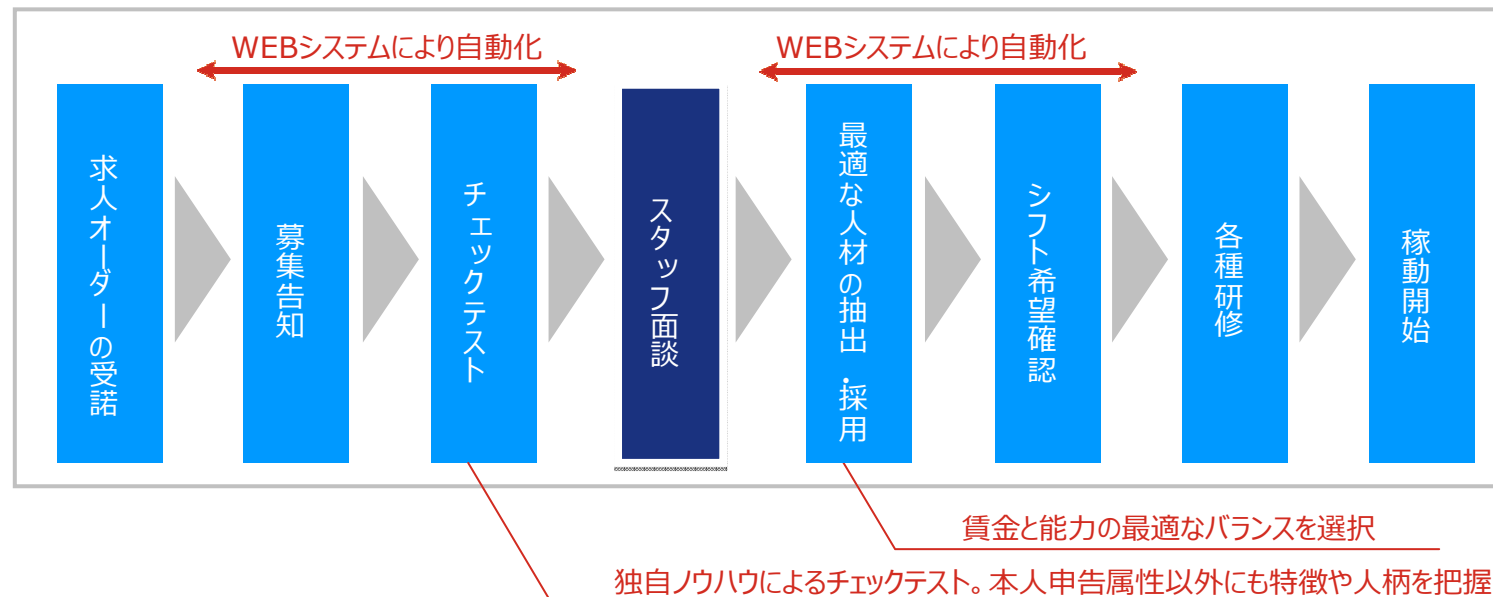 WEBシステムにより自動化
WEBシステムにより自動化
求人オーダーの受諾
募集告知
チェックテスト
スタッフ面談
最適な人材の抽出・採用
シフト希望確認
各種研修
稼動開始
賃金と能力の最適なバランスを選択
独自ノウハウによるチェックテスト。本人申告属性以外にも特徴や人柄を把握